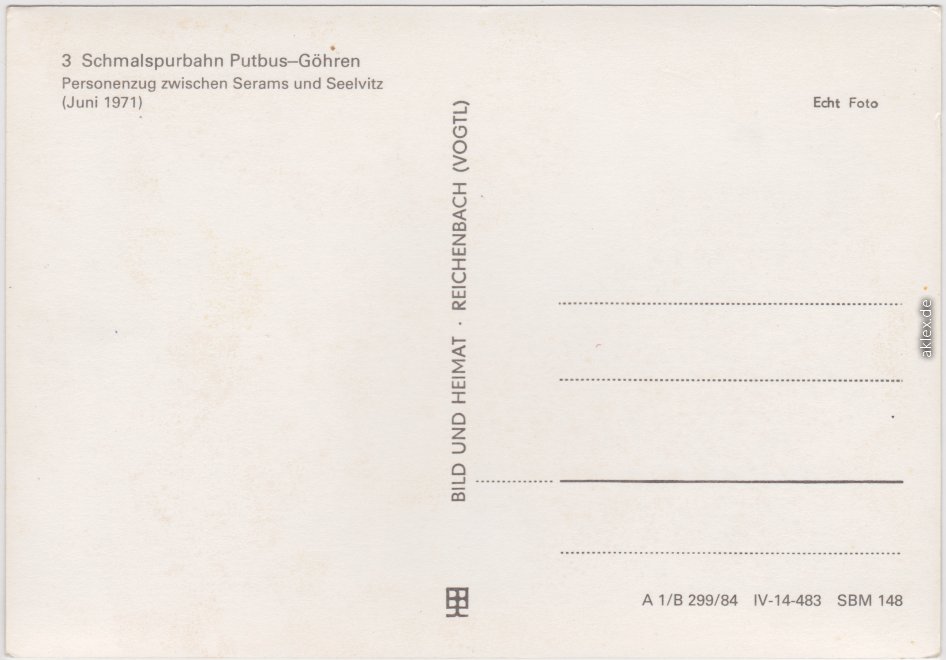 3 Schmalspurbahn Putbus–Göhren
Personenzug zwischen Serams und Seelvitz
(Juni 1971)
Echt Foto
BILD UND HEIMAT · REICHENBACH (VOGTL)
A 1/B 299/84 IV-14-483 SBM 148
aklex.de